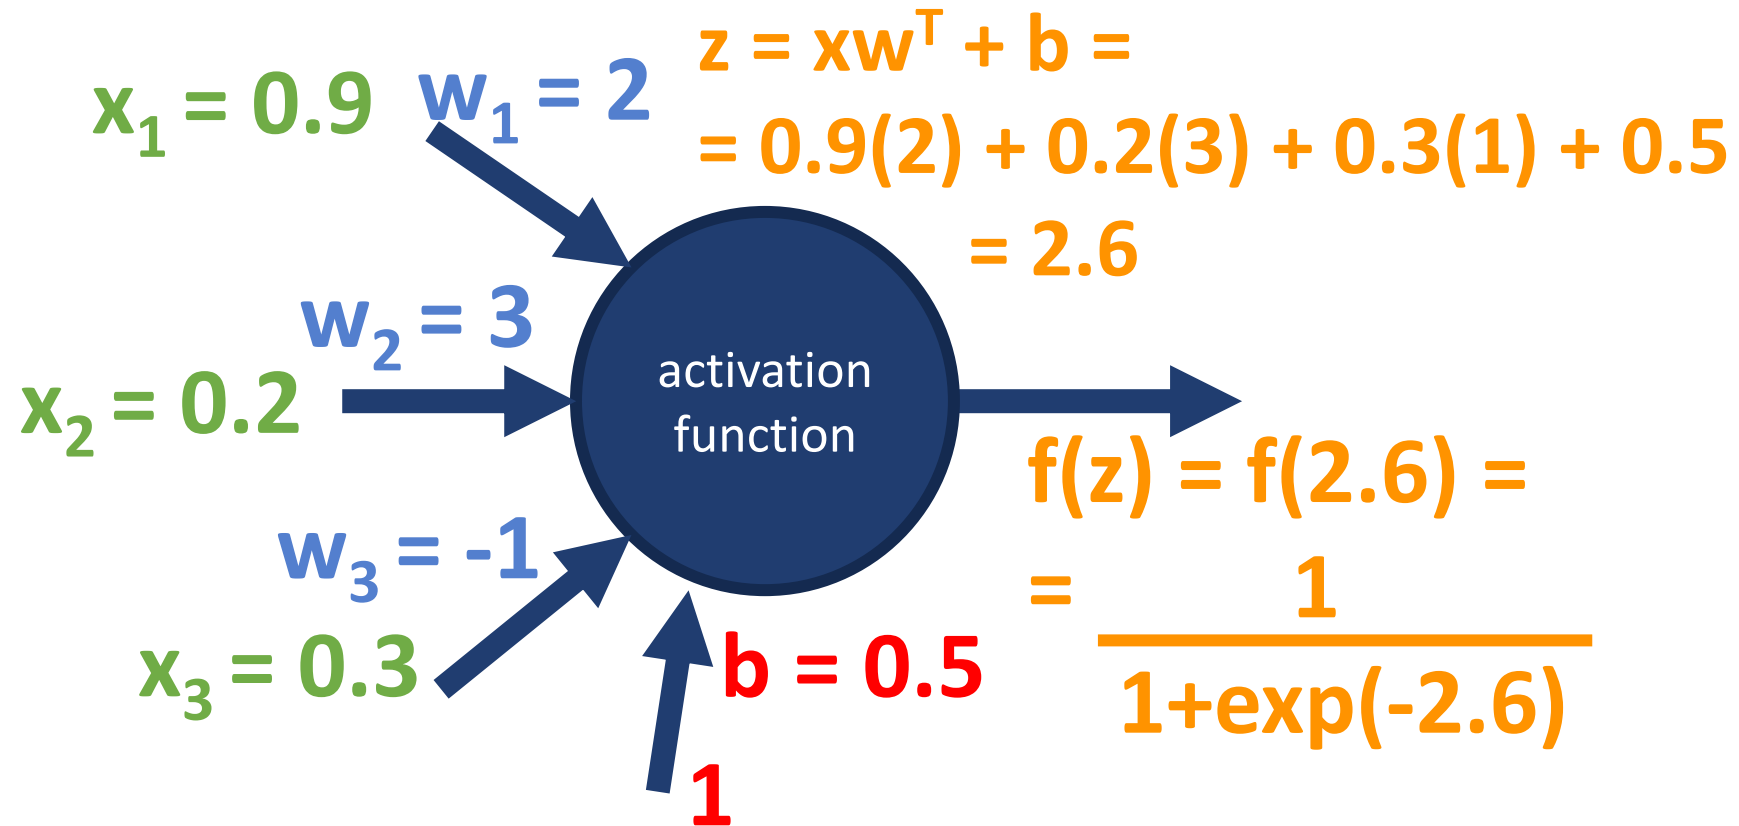 x₁ = 0.9
w₁ = 2
z = xwᵀ + b =
= 0.9(2) + 0.2(3) + 0.3(1) + 0.5
= 2.6
w₂ = 3
x₂ = 0.2
activation
function
f(z) = f(2.6) =
= 1
1+exp(-2.6)
w₃ = -1
x₃ = 0.3
b = 0.5
1